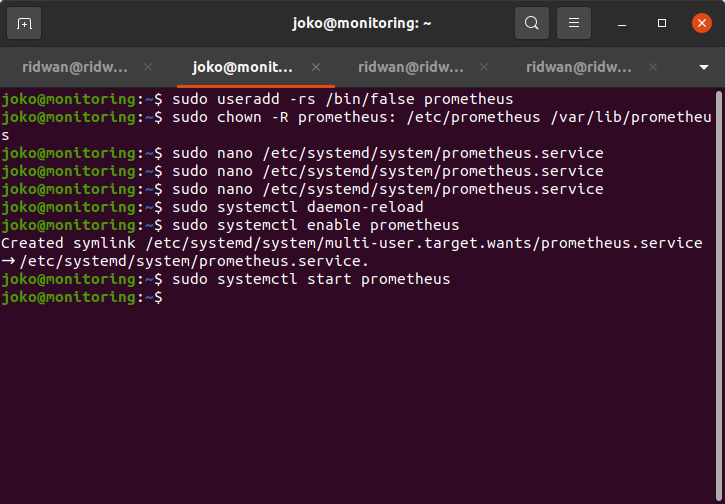 joko@monitoring: ~
ridwan@ridw...
joko@monit...
ridwan@ridw...
ridwan@ridw...
joko@monitoring:~$ sudo useradd -rs /bin/false prometheus
joko@monitoring:~$ sudo chown -R prometheus: /etc/prometheus /var/lib/prometheu
s
joko@monitoring:~$ sudo nano /etc/systemd/system/prometheus.service
joko@monitoring:~$ sudo nano /etc/systemd/system/prometheus.service
joko@monitoring:~$ sudo nano /etc/systemd/system/prometheus.service
joko@monitoring:~$ sudo systemctl daemon-reload
joko@monitoring:~$ sudo systemctl enable prometheus
Created symlink /etc/systemd/system/multi-user.target.wants/prometheus.service
→ /etc/systemd/system/prometheus.service.
joko@monitoring:~$ sudo systemctl start prometheus
joko@monitoring:~$